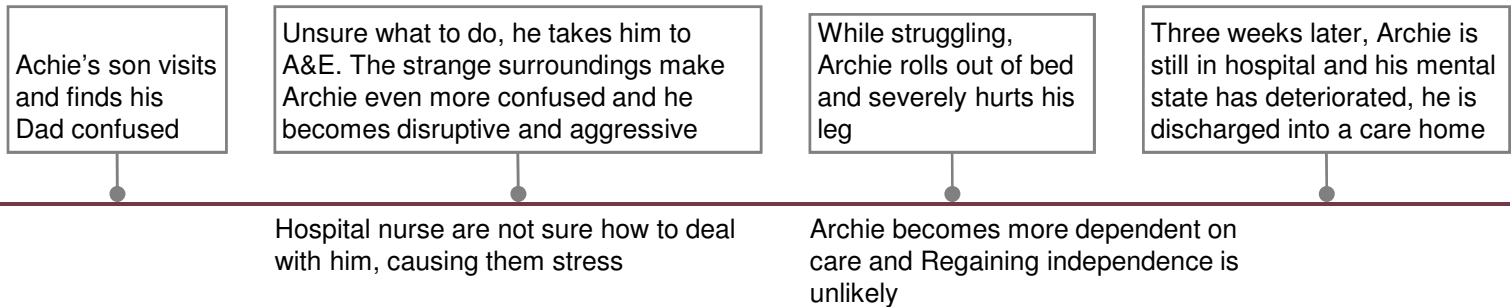 Achie's son visits
and finds his
Dad confused
Unsure what to do, he takes him to
A&E. The strange surroundings make
Archie even more confused and he
becomes disruptive and aggressive
While struggling,
Archie rolls out of bed
and severely hurts his
leg
Three weeks later, Archie is
still in hospital and his mental
state has deteriorated, he is
discharged into a care home
Hospital nurse are not sure how to deal
with him, causing them stress
Archie becomes more dependent on
care and Regaining independence is
unlikely